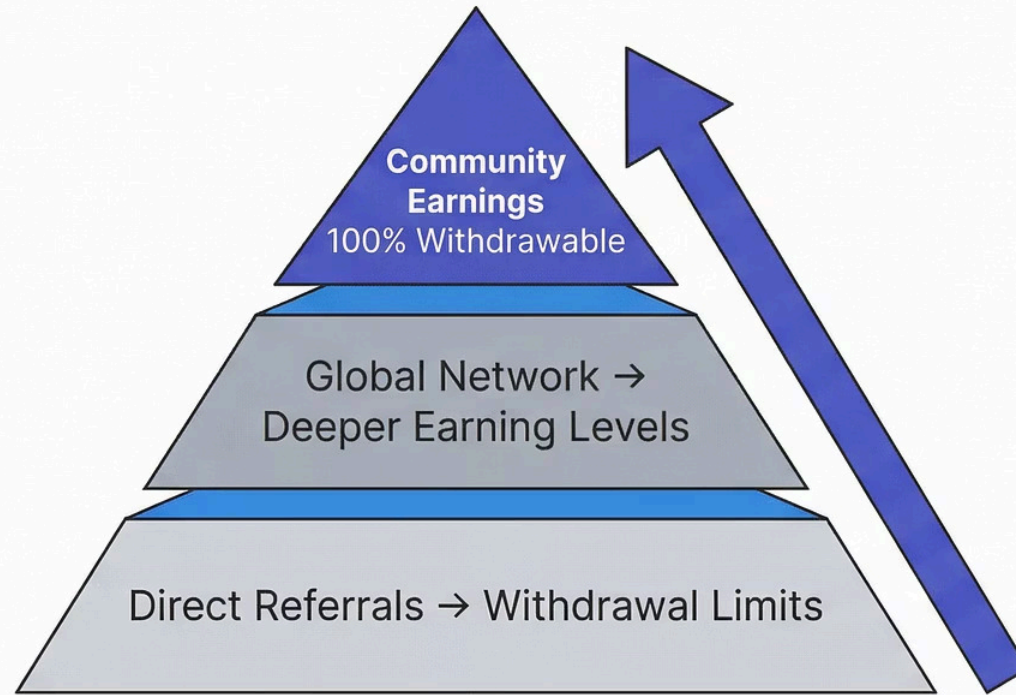 Community
Earnings
100% Withdrawable
Global Network →
Deeper Earning Levels
Direct Referrals → Withdrawal Limits